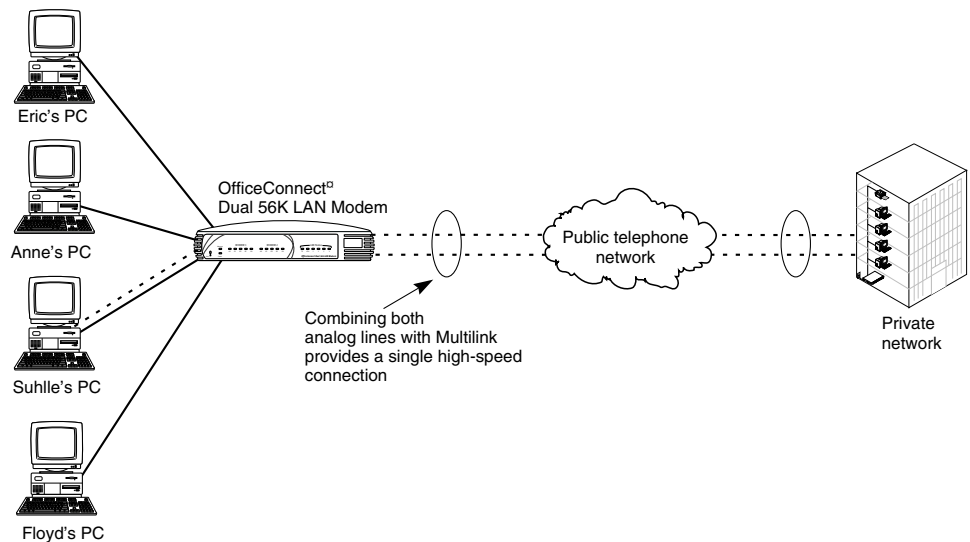 Eric's PC
OfficeConnect¤
Dual 56K LAN Modem
Anne's PC
Public telephone
network
Combining both
analog lines with Multilink
provides a single high-speed
connection
Private
network
Suhlle's PC
Floyd's PC